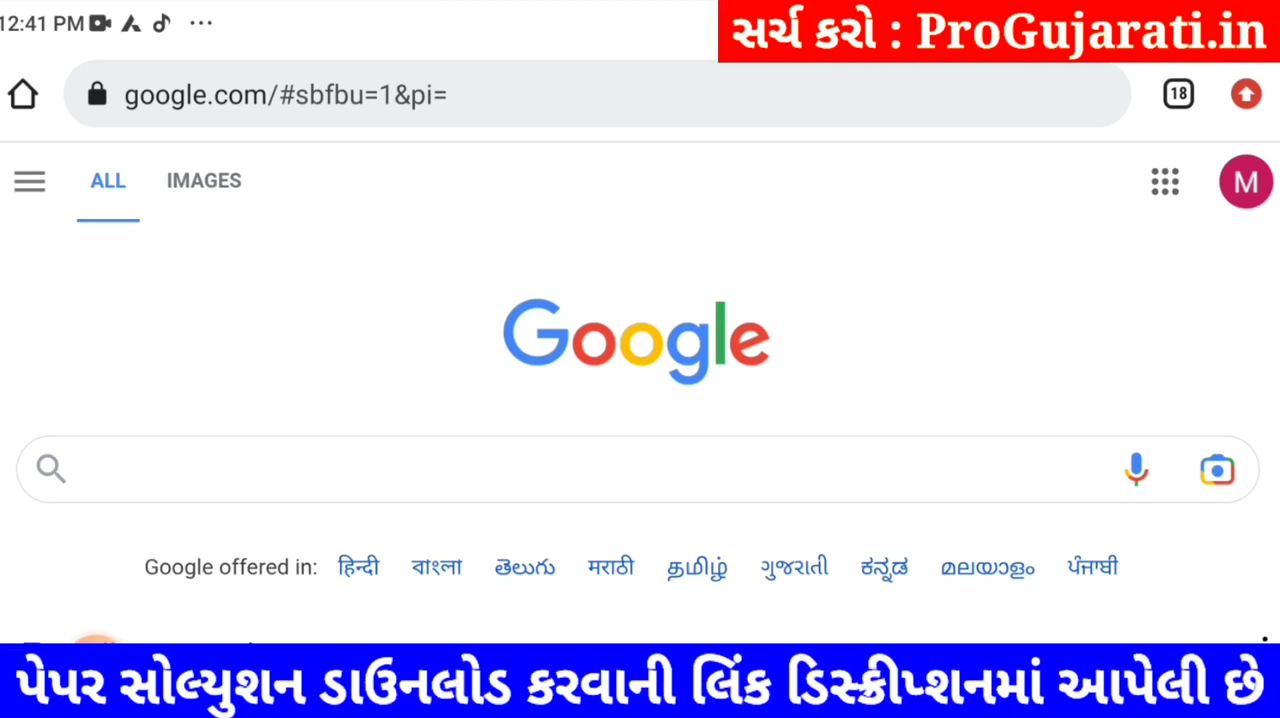 12:41 PM
સર્ચ કરો : ProGujarati.in
google.com/#sbfbu=1&pi=
18
ALL IMAGES
M
Google
Google offered in: हिन्दी বাংলা తెలుగు मराठी தமிழ் ગુજરાતી ಕನ್ನಡ മലയാളം ਪੰਜਾਬੀ
પેપર સોલ્યુશન ડાઉનલોડ કરવાની લિંક ડિસ્ક્રીપ્શનમાં આપેલી છે